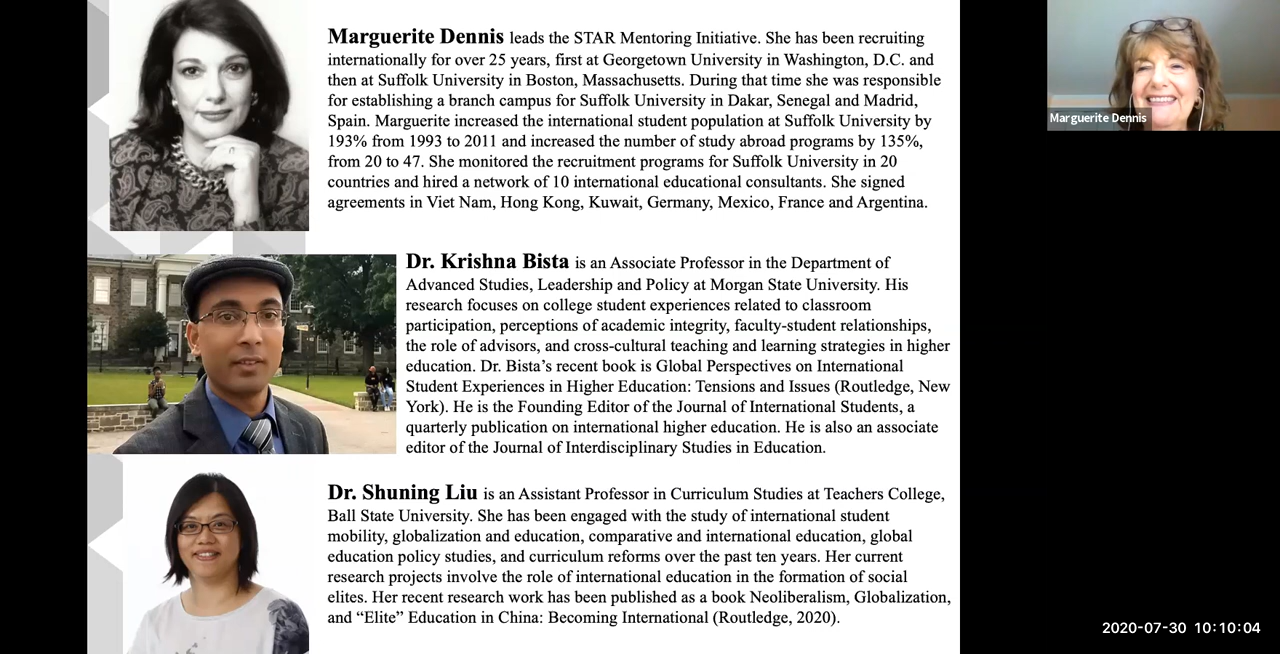 Marguerite Dennis leads the STAR Mentoring Initiative. She has been recruiting
internationally for over 25 years, first at Georgetown University in Washington, D.C. and
then at Suffolk University in Boston, Massachusetts. During that time she was responsible
for establishing a branch campus for Suffolk University in Dakar, Senegal and Madrid,
Spain. Marguerite increased the international student population at Suffolk University by
193% from 1993 to 2011 and increased the number of study abroad programs by 135%,
from 20 to 47. She monitored the recruitment programs for Suffolk University in 20
countries and hired a network of 10 international educational consultants. She signed
agreements in Viet Nam, Hong Kong, Kuwait, Germany, Mexico, France and Argentina.
Dr. Krishna Bista is an Associate Professor in the Department of
Advanced Studies, Leadership and Policy at Morgan State University. His
research focuses on college student experiences related to classroom
participation, perceptions of academic integrity, faculty-student relationships,
the role of advisors, and cross-cultural teaching and learning strategies in higher
education. Dr. Bista’s recent book is Global Perspectives on International
Student Experiences in Higher Education: Tensions and Issues (Routledge, New
York). He is the Founding Editor of the Journal of International Students, a
quarterly publication on international higher education. He is also an associate
editor of the Journal of Interdisciplinary Studies in Education.
Dr. Shuning Liu is an Assistant Professor in Curriculum Studies at Teachers College,
Ball State University. She has been engaged with the study of international student
mobility, globalization and education, comparative and international education, global
education policy studies, and curriculum reforms over the past ten years. Her current
research projects involve the role of international education in the formation of social
elites. Her recent research work has been published as a book Neoliberalism, Globalization,
and “Elite” Education in China: Becoming International (Routledge, 2020).
Marguerite Dennis
2020-07-30 10:10:04